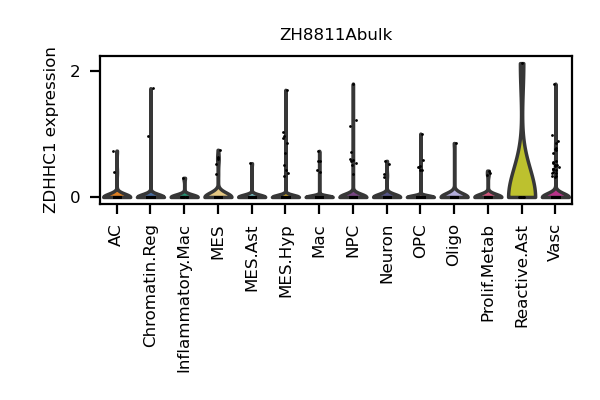 ZH8811Abulk
ZDHHC1 expression
2
0
AC
Chromatin.Reg
Inflammatory.Mac
MES
MES.Ast
MES.Hyp
Mac
NPC
Neuron
OPC
Oligo
Prolif.Metab
Reactive.Ast
Vasc